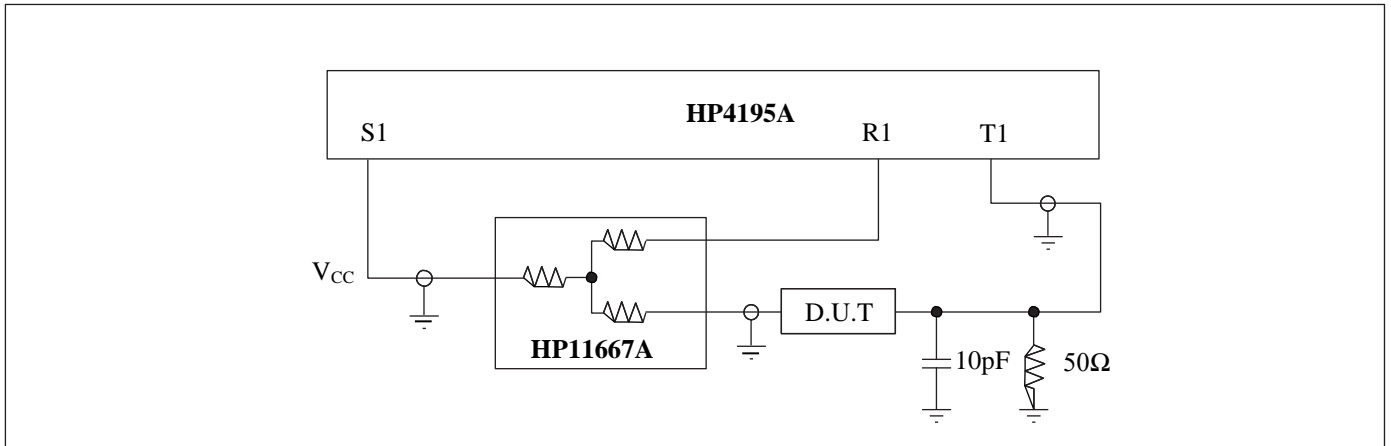 HP4195A
S1
R1
T1
V_CC
HP11667A
D.U.T
10pF
50Ω